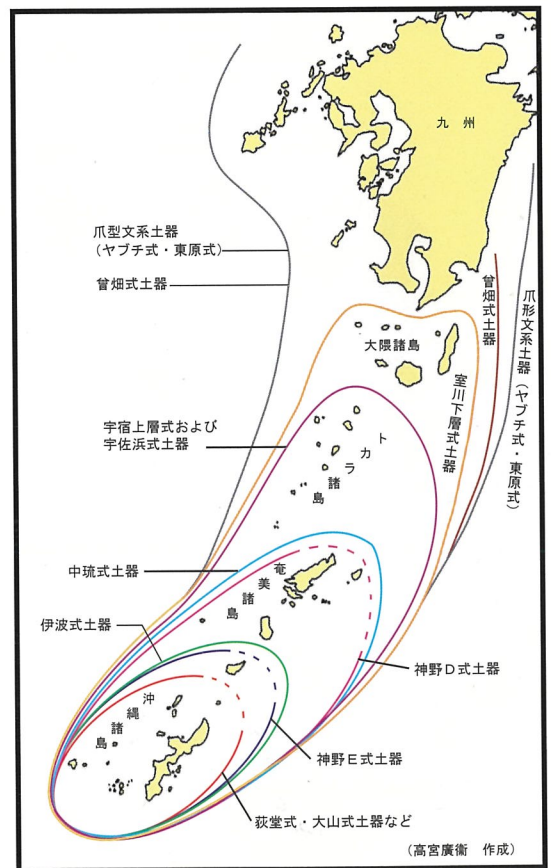 九州
爪型文系土器
(ヤブチ式・東原式)
曾畑式土器
大隈諸島
曾畑式土器
爪形文系土器(ヤブチ式・東原式)
室川下層式土器
宇宿上層式および
宇佐浜式土器
トカラ諸島
中琉式土器
奄美諸島
伊波式土器
神野D式土器
沖縄諸島
神野E式土器
荻堂式・大山式土器など
(高宮廣衞 作成)